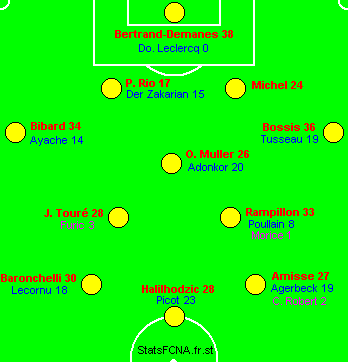 Bertrand-Demanes 38
Do. Leclercq 0
P. Rio 17
Der Zakarian 15
Michel 24
Bibard 34
Ayache 14
Bossis 36
Tusseau 19
O. Muller 26
Adonkor 20
J. Touré 28
Furic 3
Rampillon 33
Poullain 8
Murica 1
Baronchelli 30
Lecornu 18
Halilhodzic 28
Picot 23
Amisse 27
Agerbeck 19
C. Robert 2
StatsFCNA.fr.st